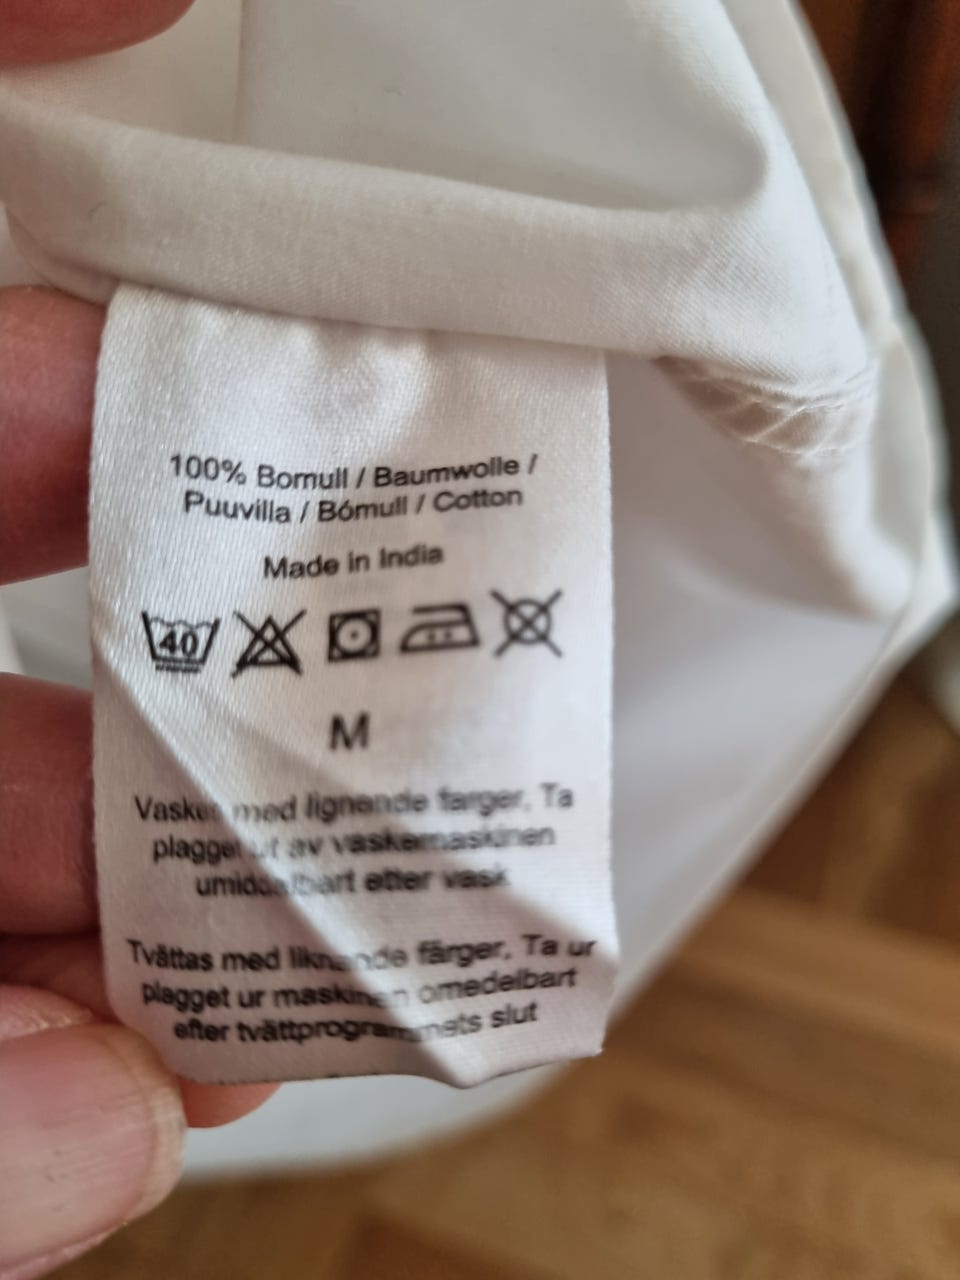 100% Bomull / Baumwolle /
Puuvilla / Bómull / Cotton
Made in India
40
M
Vaskes med lignende farger, Ta
plagget ut av vaskemaskinen
umiddelbart etter vask
Tvättas med liknande färger, Ta ur
plagget ur maskinen omedelbart
efter tvättprogrammets slut